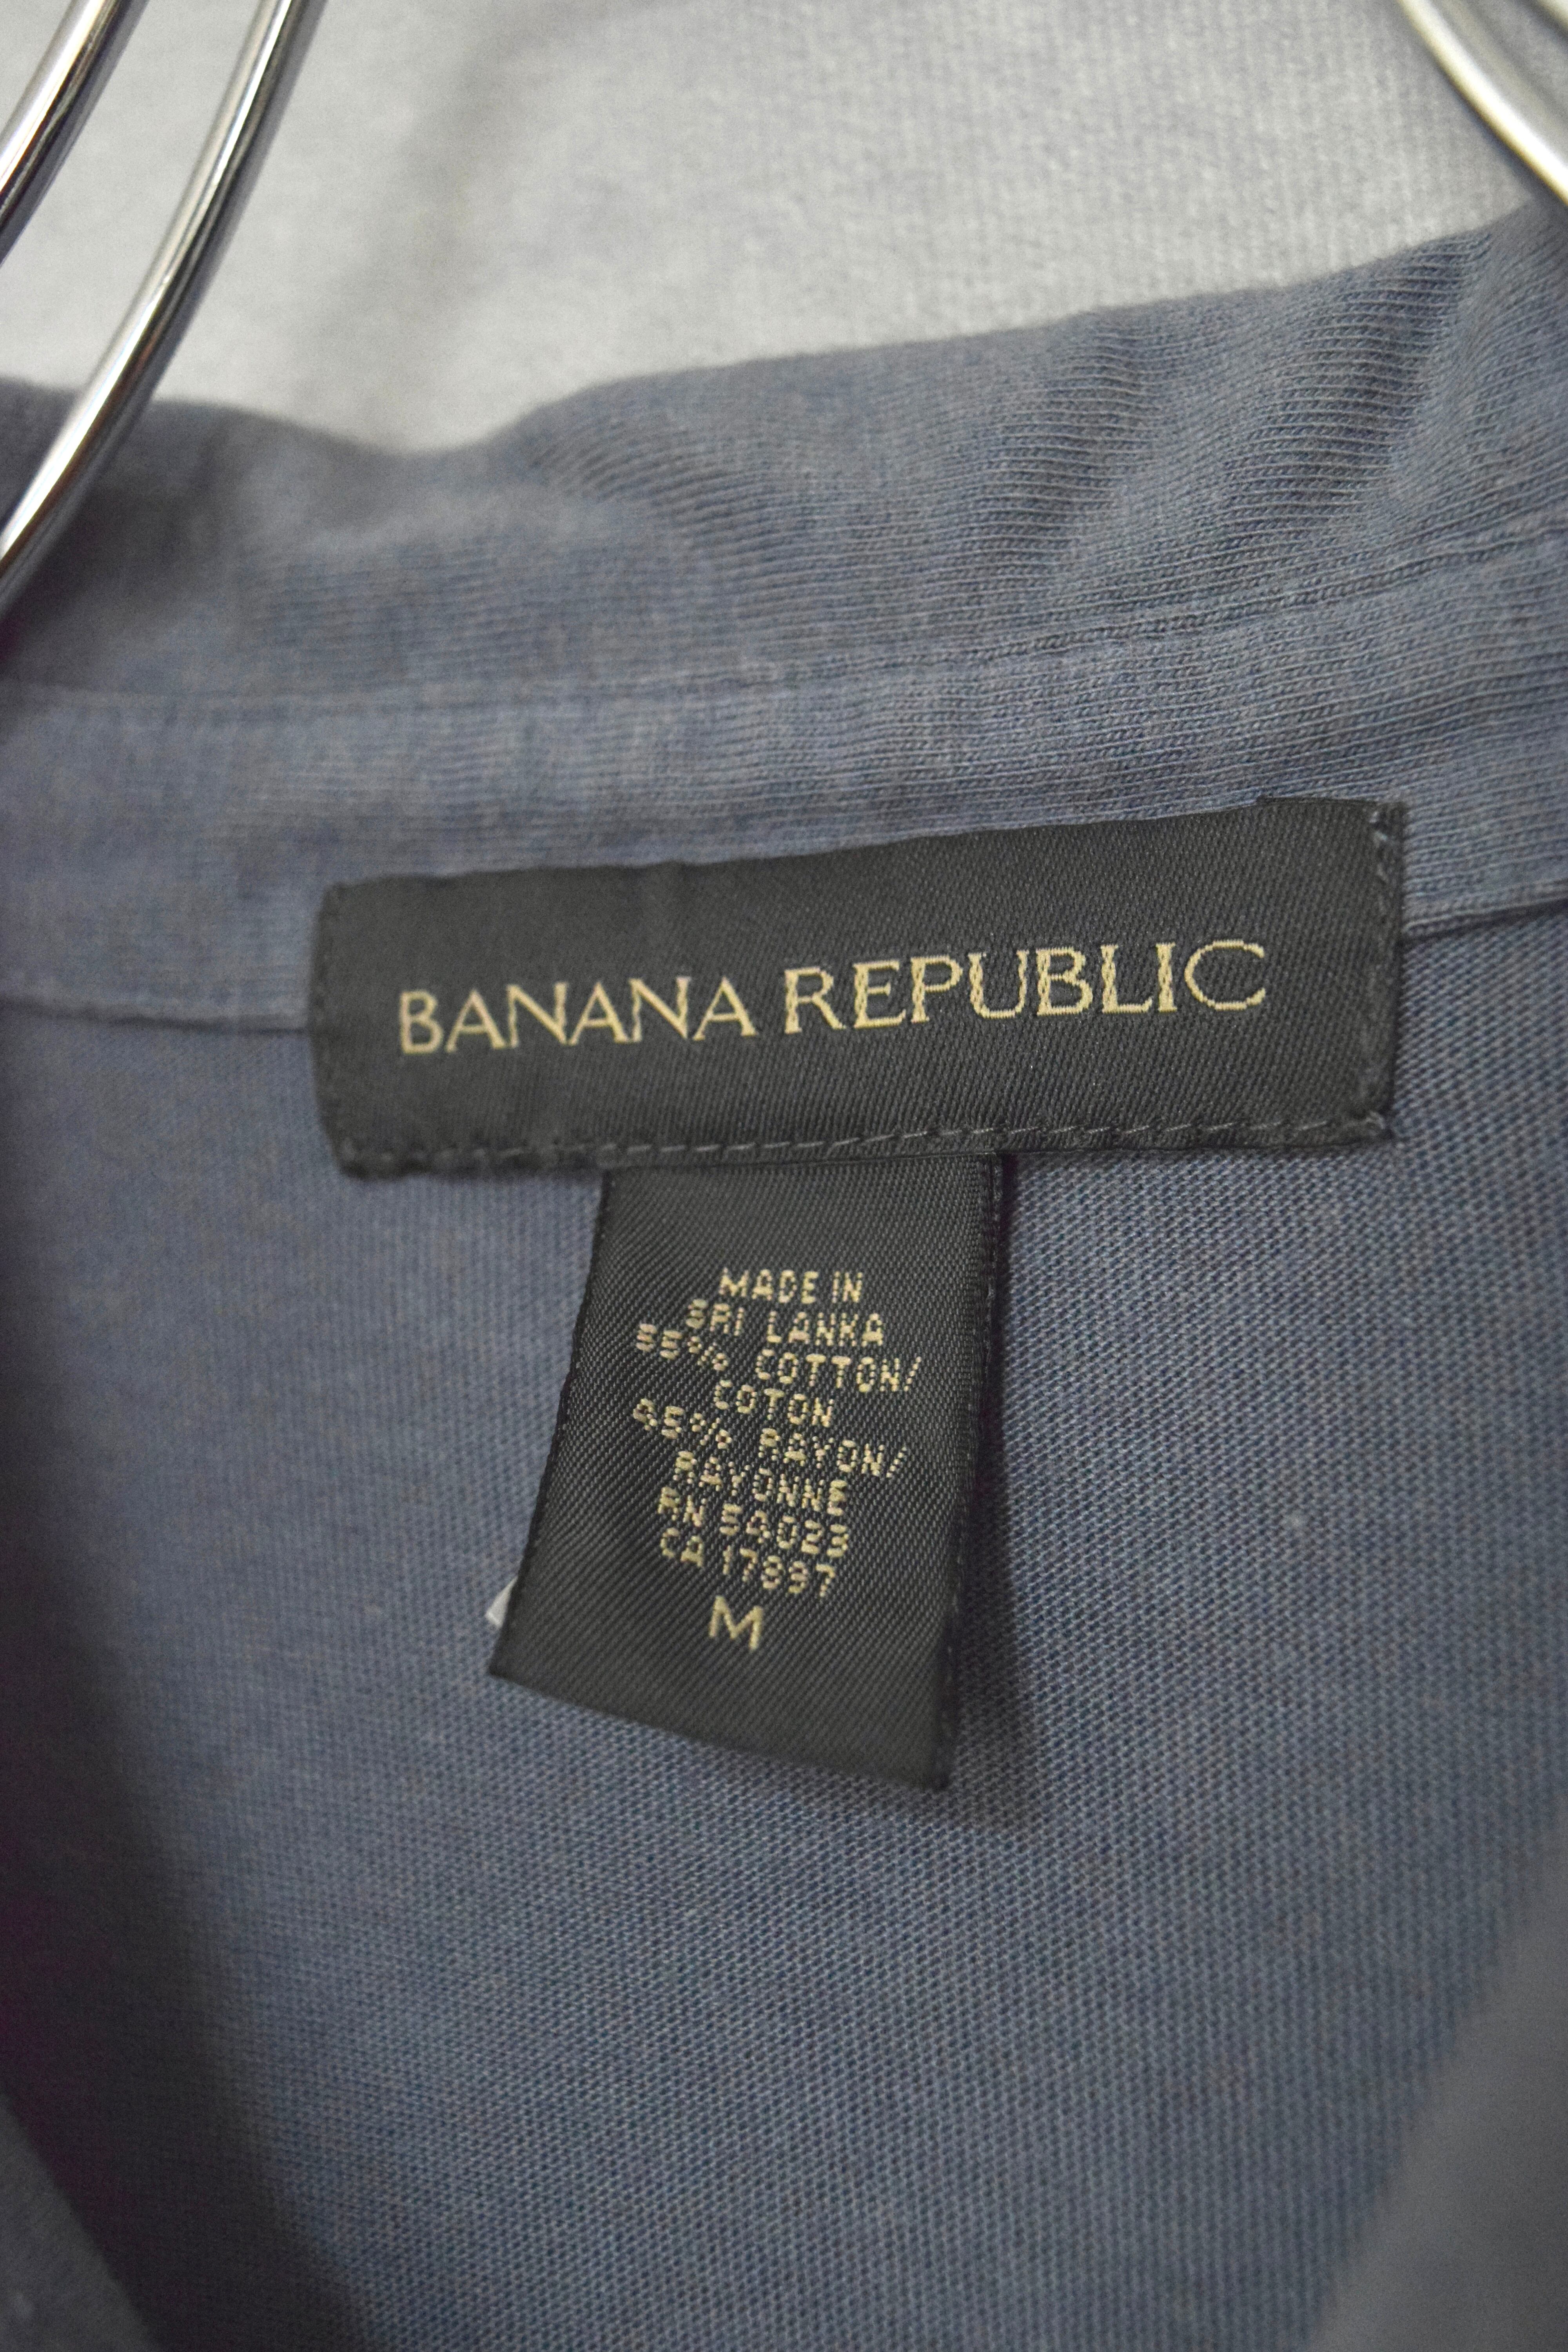 BANANA REPUBLIC
MADE IN
SRI LANKA
55% COTTON/
COTON
45% RAYON/
RAYONNE
RN 54023
CA 17897
M